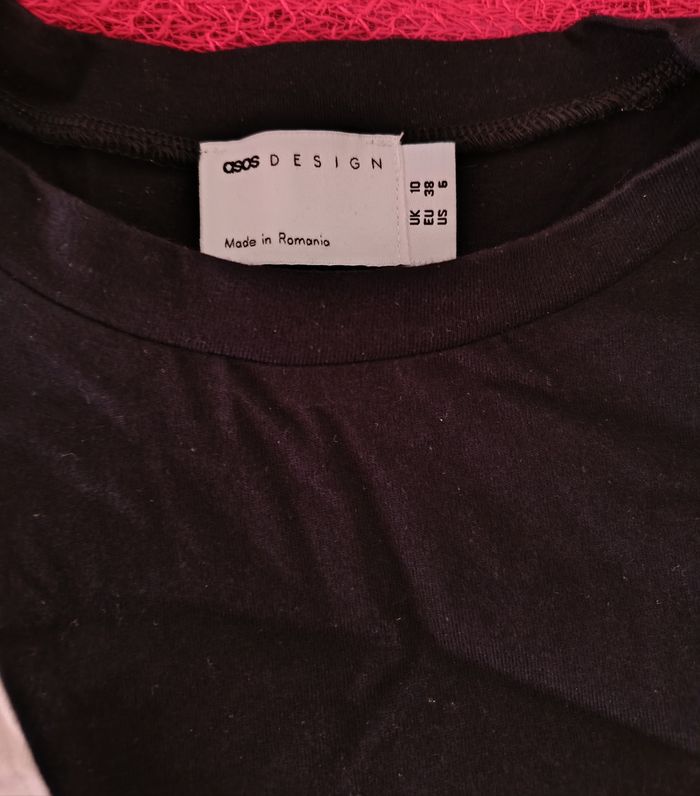 asos DESIGN
Made in Romania
UK 10
EU 38
US 6